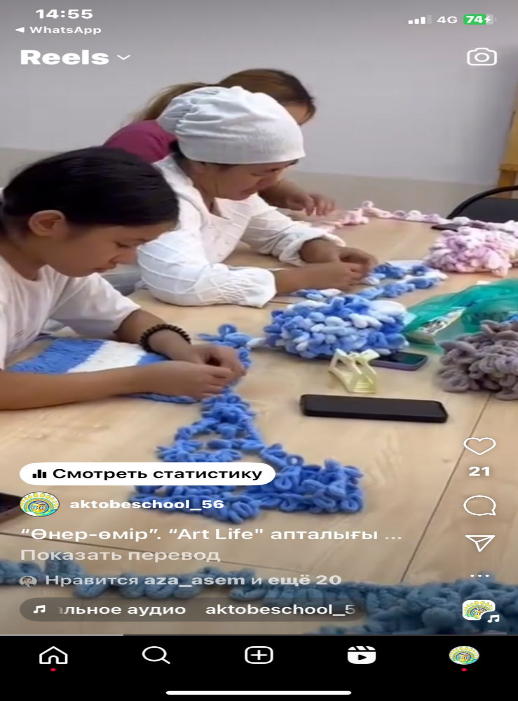 14:55
4G 74
◄ WhatsApp
Reels
Смотреть статистику
21
aktobeschool_56
“Өнер-өмір”. “Art Life" апталығы ...
Показать перевод
Нравится aza_asem и ещё 20
льное аудио aktobeschool_5